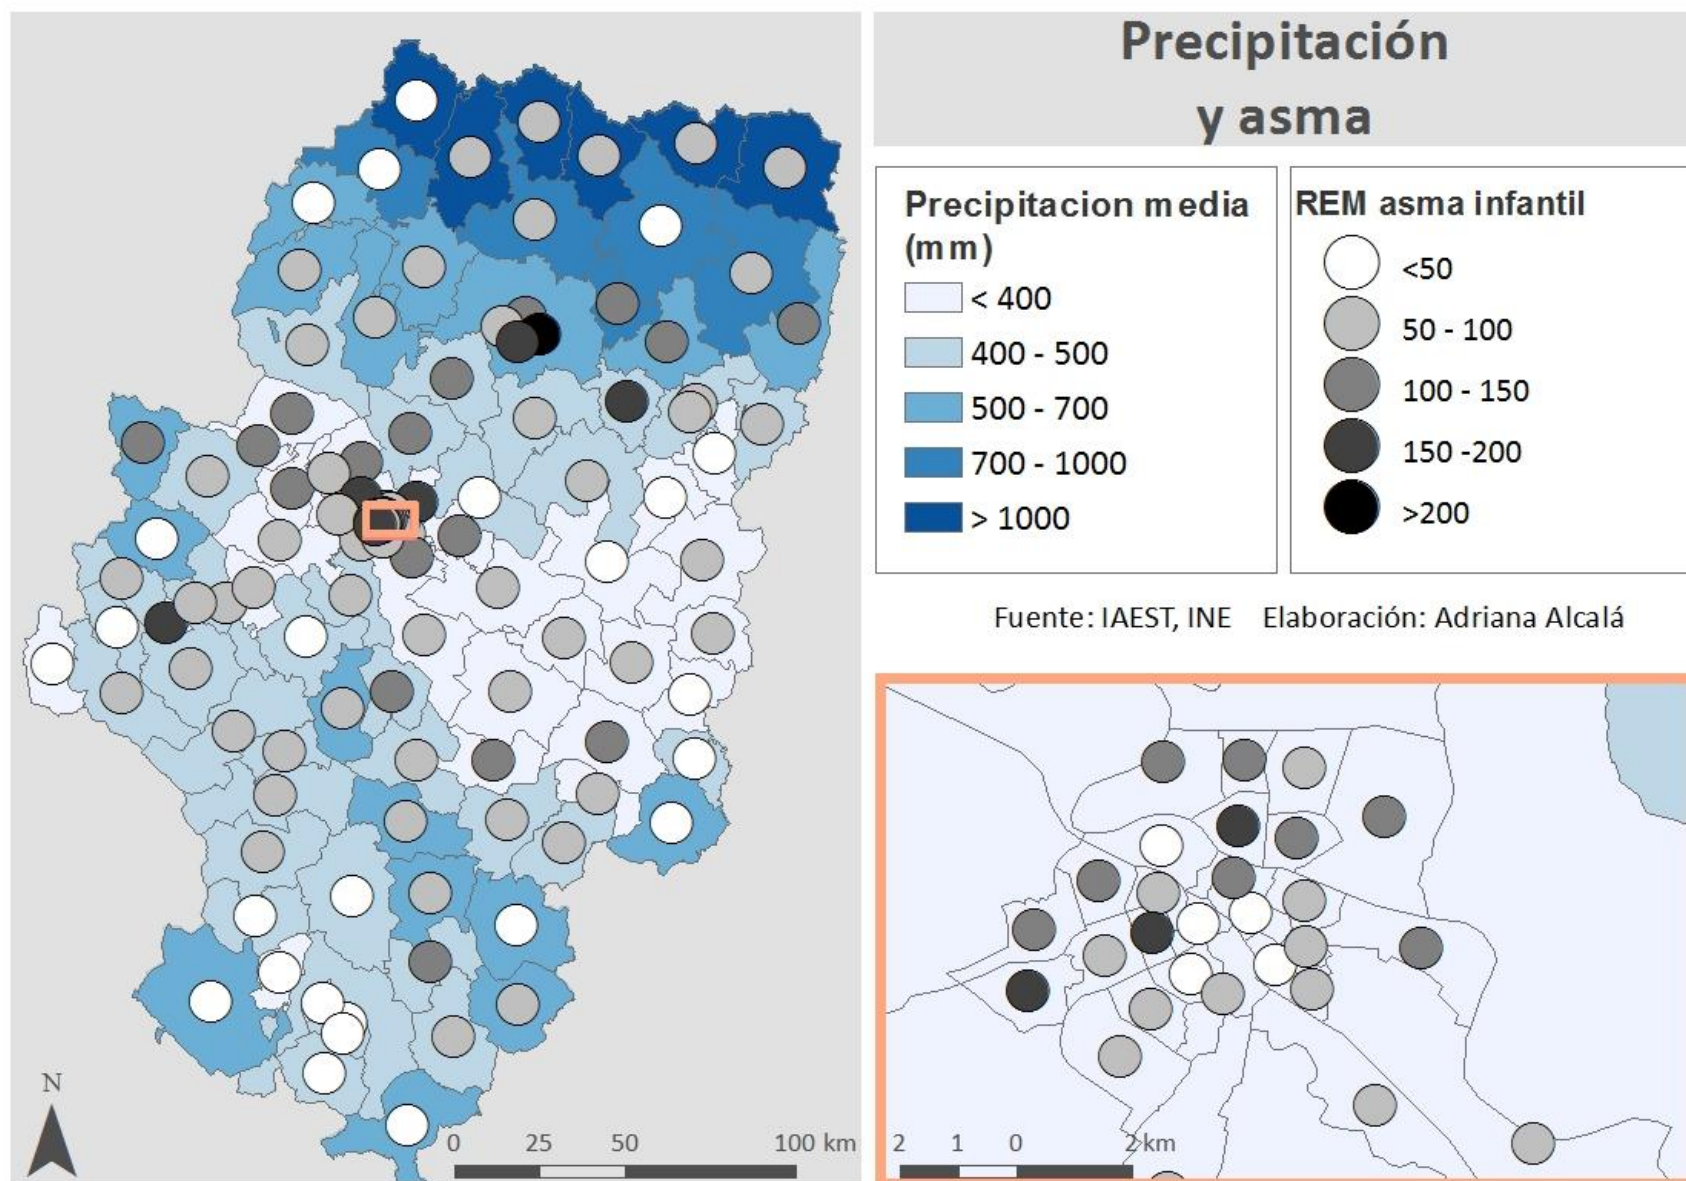 Precipitación
y asma
Precipitacion media
(mm)
< 400
400 - 500
500 - 700
700 - 1000
> 1000
REM asma infantil
<50
50 - 100
100 - 150
150 -200
>200
Fuente: IAEST, INE Elaboración: Adriana Alcalá
N
0 25 50 100 km
2 1 0 2 km